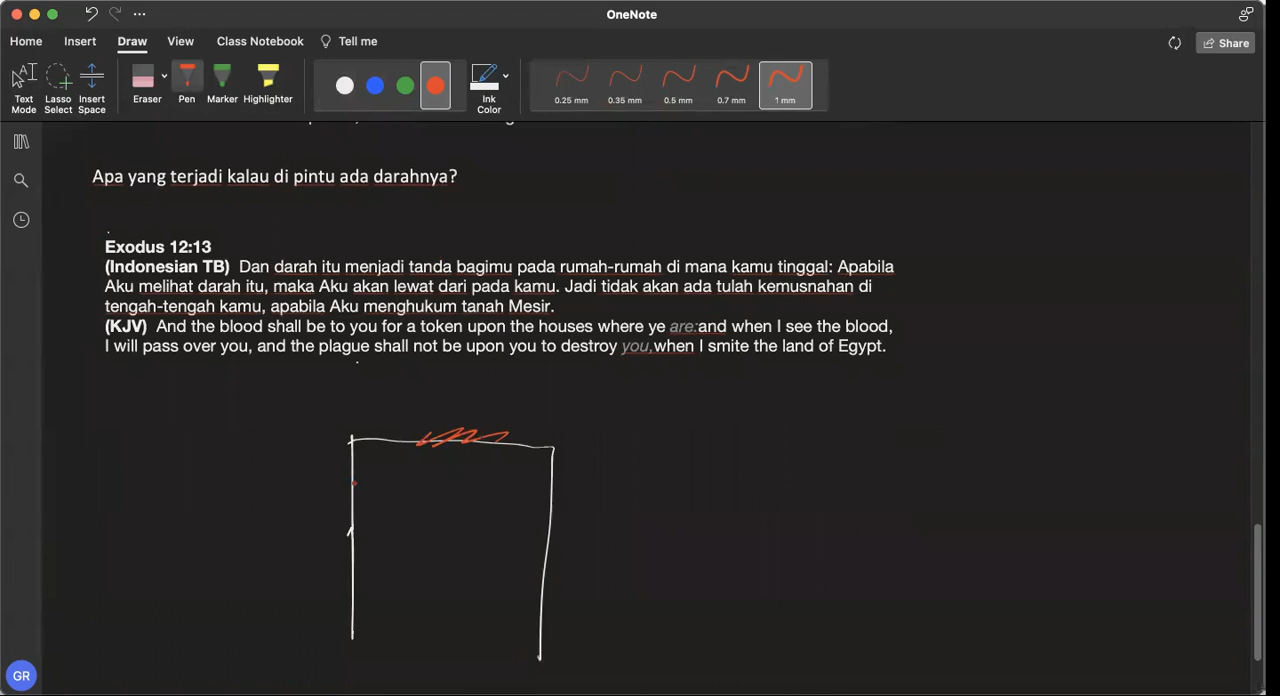 OneNote
Home Insert Draw View Class Notebook Tell me
Share
Text Mode
Lasso Select
Insert Space
Eraser
Pen
Marker
Highlighter
Ink Color
0.25 mm
0.35 mm
0.5 mm
0.7 mm
1 mm
Apa yang terjadi kalau di pintu ada darahnya?
Exodus 12:13
(Indonesian TB) Dan darah itu menjadi tanda bagimu pada rumah-rumah di mana kamu tinggal: Apabila
Aku melihat darah itu, maka Aku akan lewat dari pada kamu. Jadi tidak akan ada tulah kemusnahan di
tengah-tengah kamu, apabila Aku menghukum tanah Mesir.
(KJV) And the blood shall be to you for a token upon the houses where ye are:and when I see the blood,
I will pass over you, and the plague shall not be upon you to destroy you,when I smite the land of Egypt.
GR